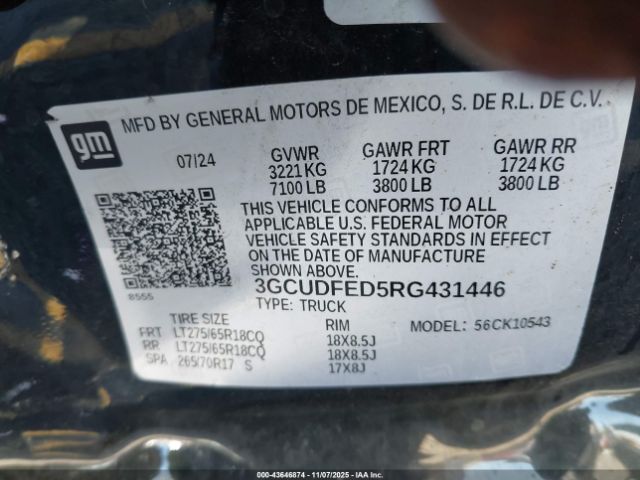 MFD BY GENERAL MOTORS DE MEXICO, S. DE R.L. DE C.V.
gm
07/24 GVWR GAWR FRT GAWR RR
3221 KG 1724 KG 1724 KG
7100 LB 3800 LB 3800 LB
THIS VEHICLE CONFORMS TO ALL
APPLICABLE U.S. FEDERAL MOTOR
VEHICLE SAFETY STANDARDS IN EFFECT
ON THE DATE OF MANUFACTURE
SHOWN ABOVE.
8555
3GCUDFED5RG431446
TYPE: TRUCK
TIRE SIZE RIM MODEL: 56CK10543
FRT LT275/65R18CQ 18X8.5J
RR LT275/65R18CQ 18X8.5J
SPA 265/70R17 S 17X8J
000-43646874 — 11/07/2025 — IAA Inc.